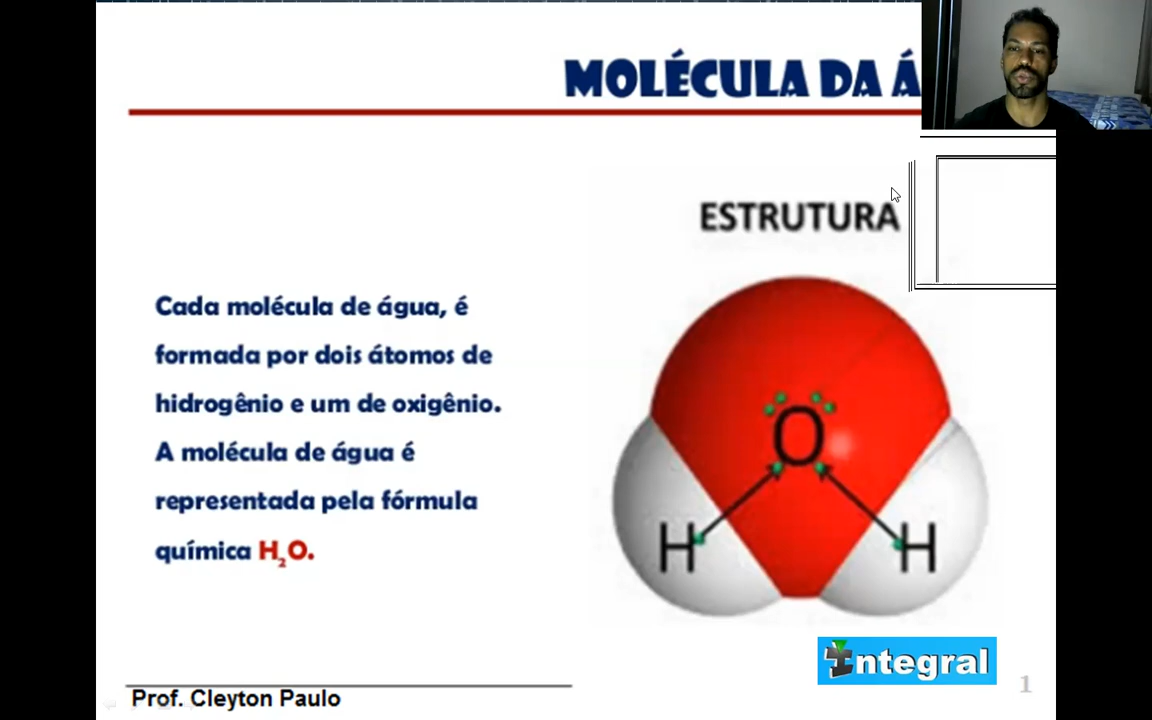 MOLÉCULA DA Á
ESTRUTURA
Cada molécula de água, é
formada por dois átomos de
hidrogênio e um de oxigênio.
A molécula de água é
representada pela fórmula
química H₂O.
O
H H
Integral
Prof. Cleyton Paulo
1